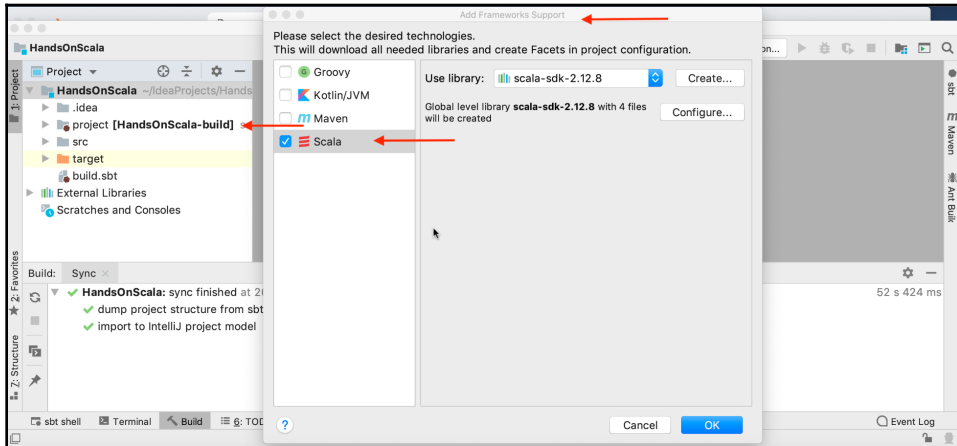 Add Frameworks Support
HandsOnScala
Please select the desired technologies.
This will download all needed libraries and create Facets in project configuration.
Project
HandsOnScala ~/IdeaProjects/Hands
.idea
project [HandsOnScala-build]
src
target
build.sbt
External Libraries
Scratches and Consoles
Groovy
Kotlin/JVM
Maven
Scala
Use library: scala-sdk-2.12.8 Create...
Global level library scala-sdk-2.12.8 with 4 files
will be created
Configure...
1: Project
2: Favorites
Z: Structure
sbt
Maven
Ant Build
Build: Sync
HandsOnScala: sync finished at 2
52 s 424 ms
dump project structure from sbt
import to IntelliJ project model
sbt shell Terminal Build 6: TOD
? Cancel OK
Event Log